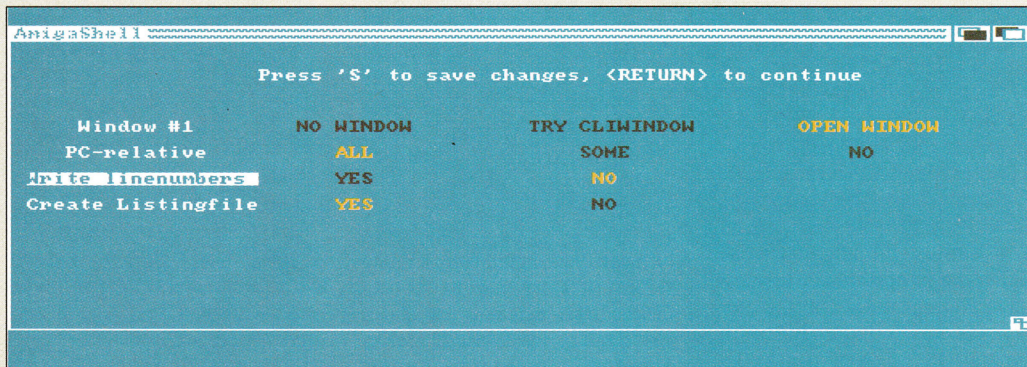 AmigaShell
Press 'S' to save changes, <RETURN> to continue
Window #1 NO WINDOW TRY CLIWINDOW OPEN WINDOW
PC-relative ALL SOME NO
Write linenumbers YES NO
Create Listingfile YES NO